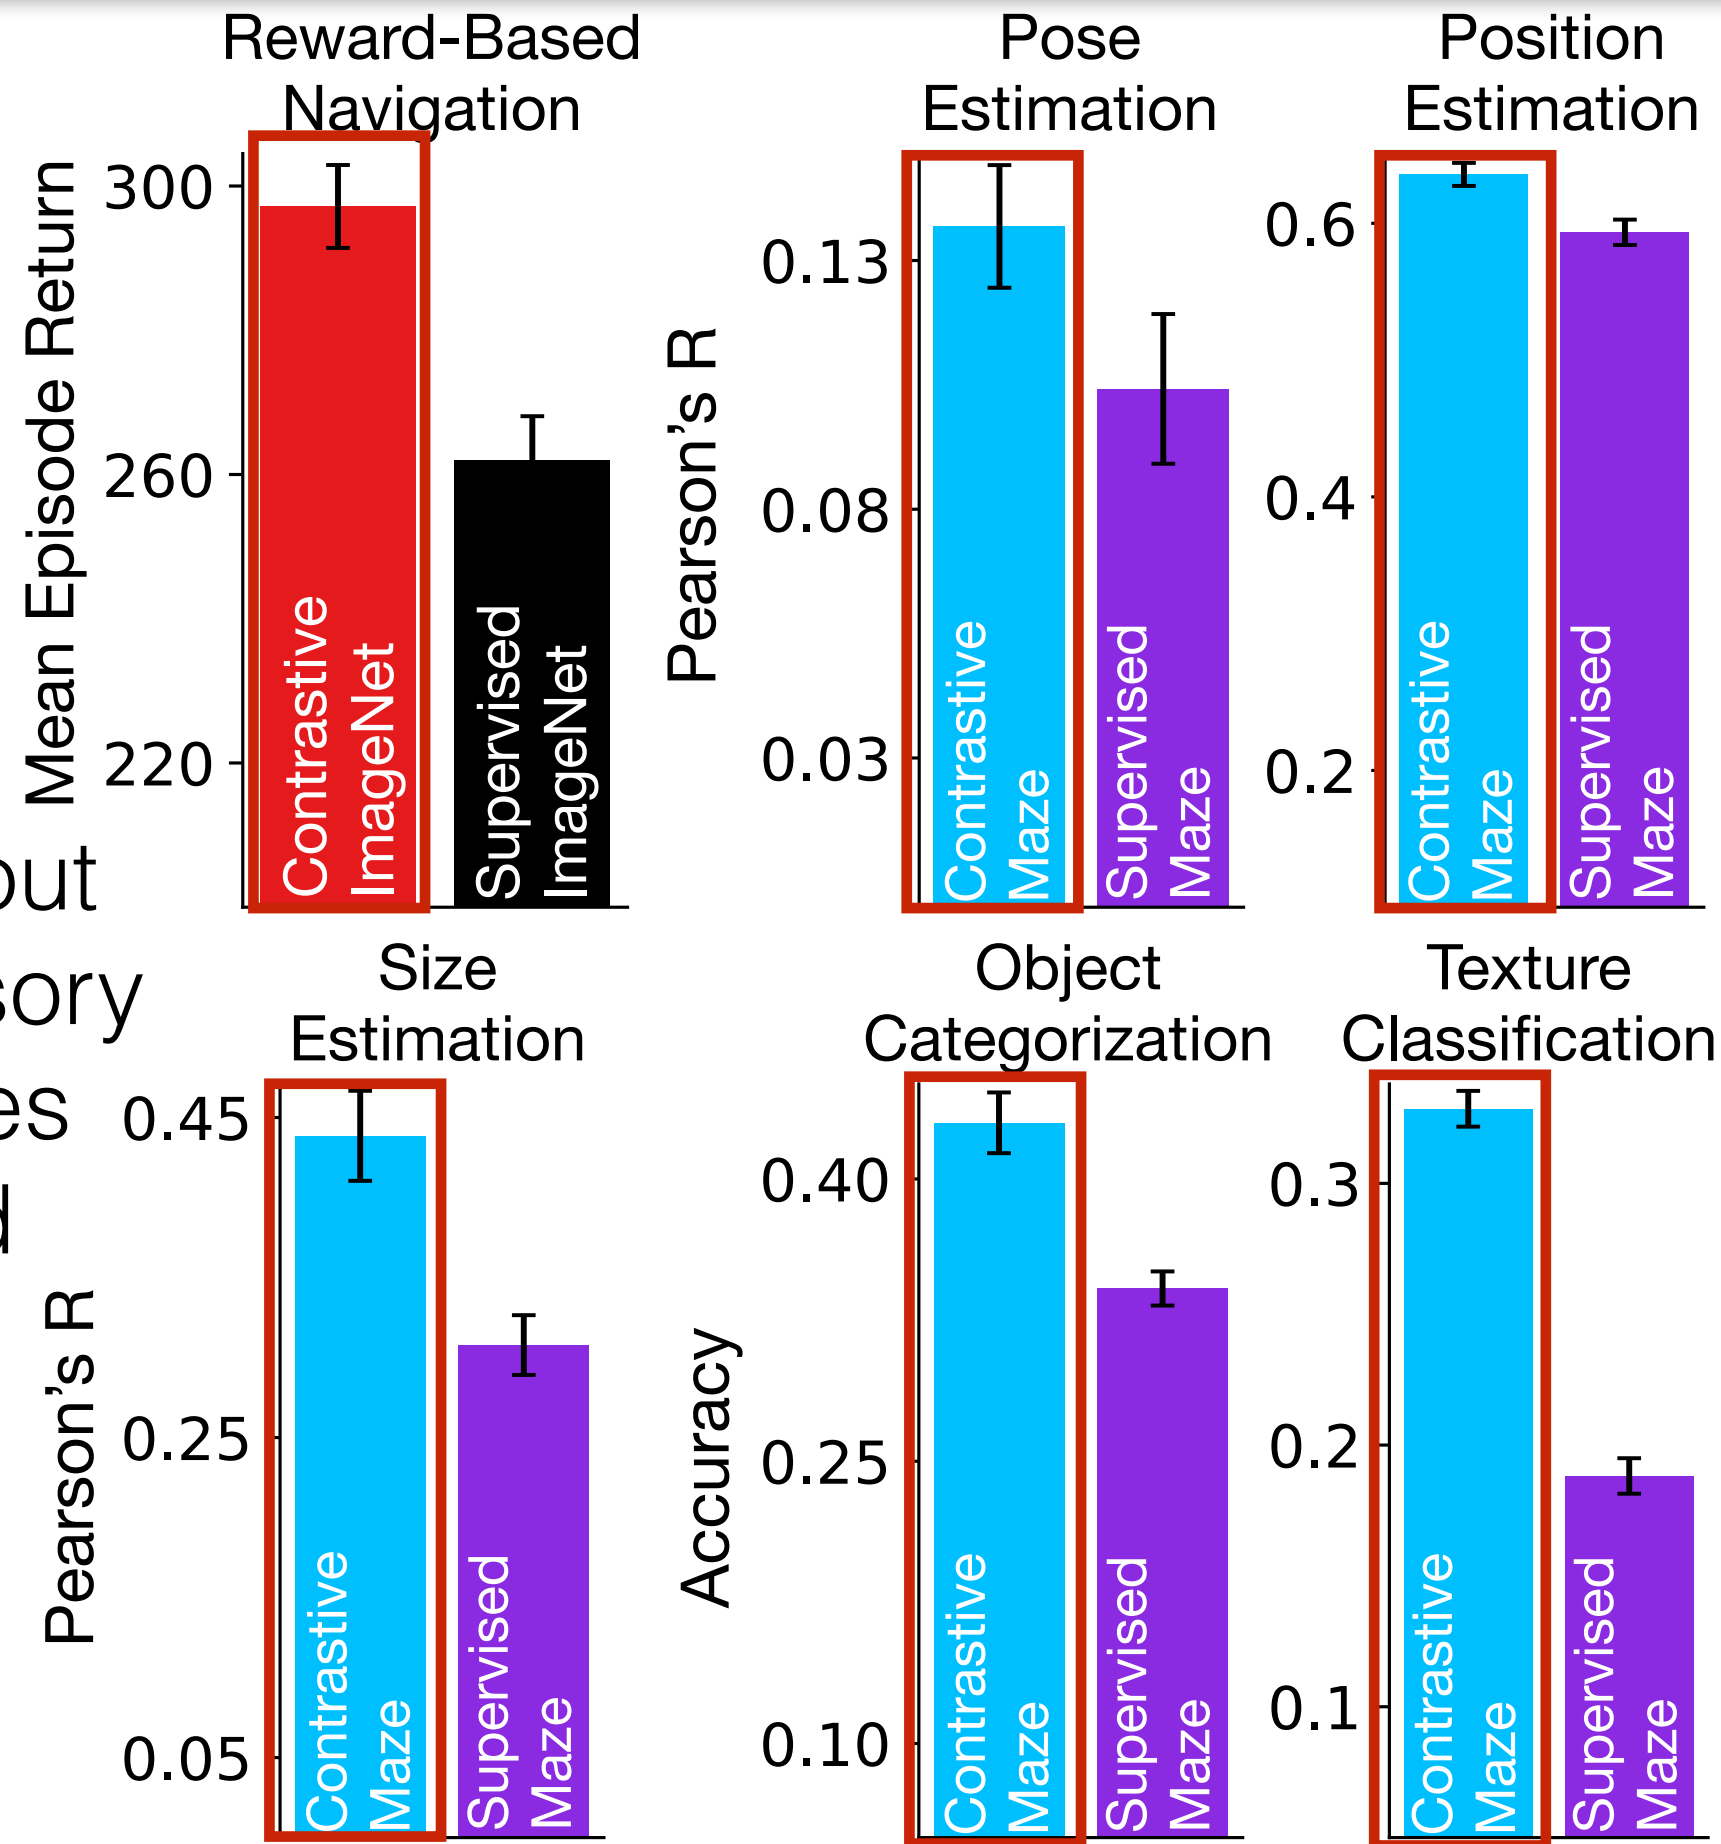 Reward-Based
Navigation
Mean Episode Return
300
260
220
Contrastive
ImageNet
Supervised
ImageNet
Pose
Estimation
Pearson's R
0.13
0.08
0.03
Contrastive
Maze
Supervised
Maze
Position
Estimation
0.6
0.4
0.2
Contrastive
Maze
Supervised
Maze
out
sory
es
d
Size
Estimation
Pearson's R
0.45
0.25
0.05
Contrastive
Maze
Supervised
Maze
Object
Categorization
Accuracy
0.40
0.25
0.10
Contrastive
Maze
Supervised
Maze
Texture
Classification
0.3
0.2
0.1
Contrastive
Maze
Supervised
Maze